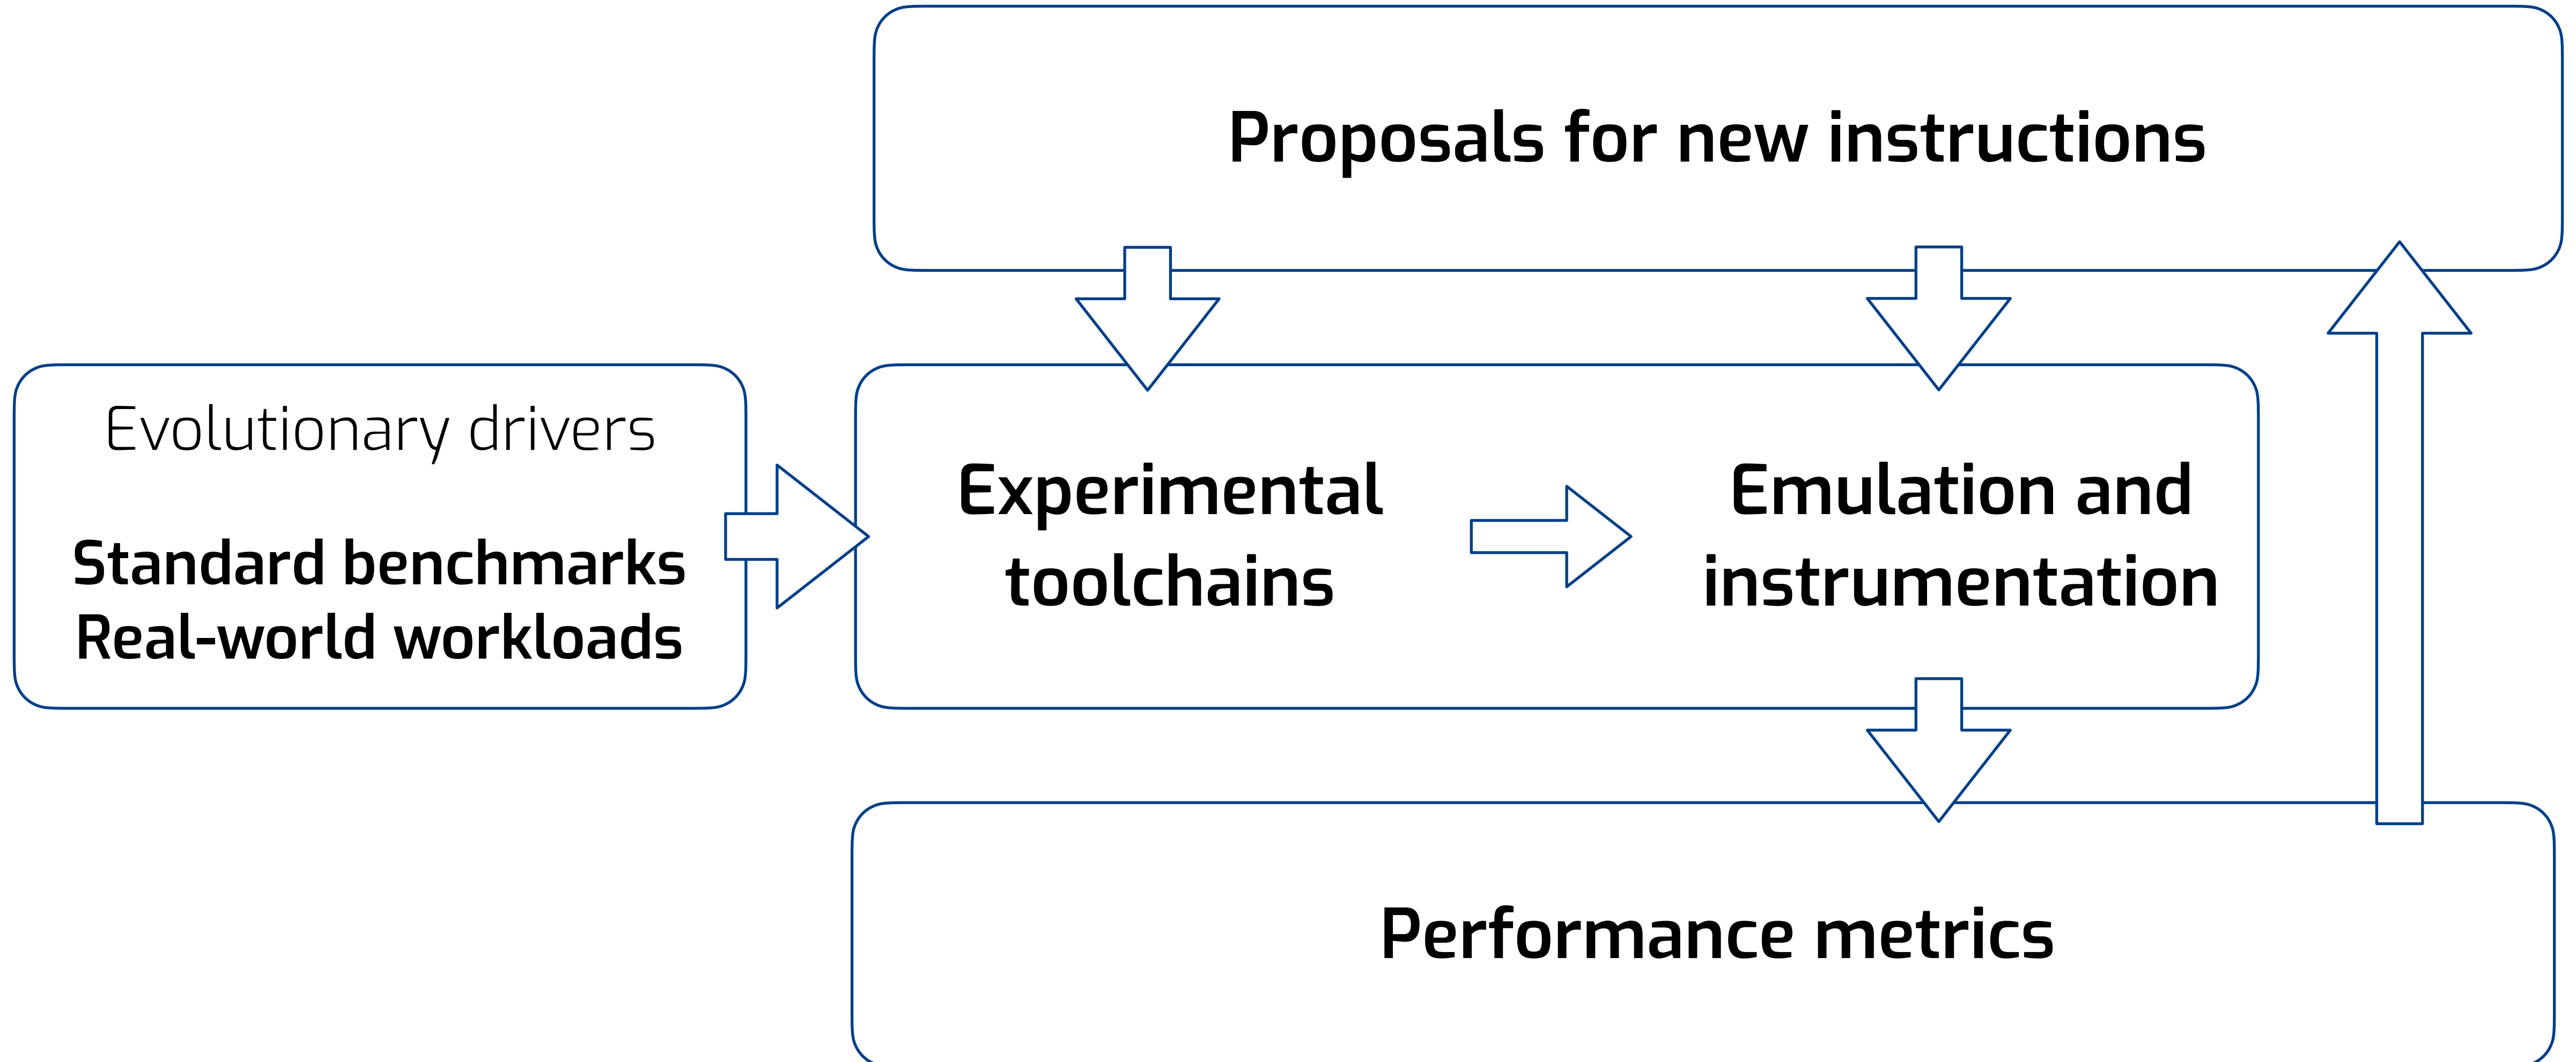 Proposals for new instructions
Evolutionary drivers
Standard benchmarks
Real-world workloads
Experimental
toolchains
Emulation and
instrumentation
Performance metrics